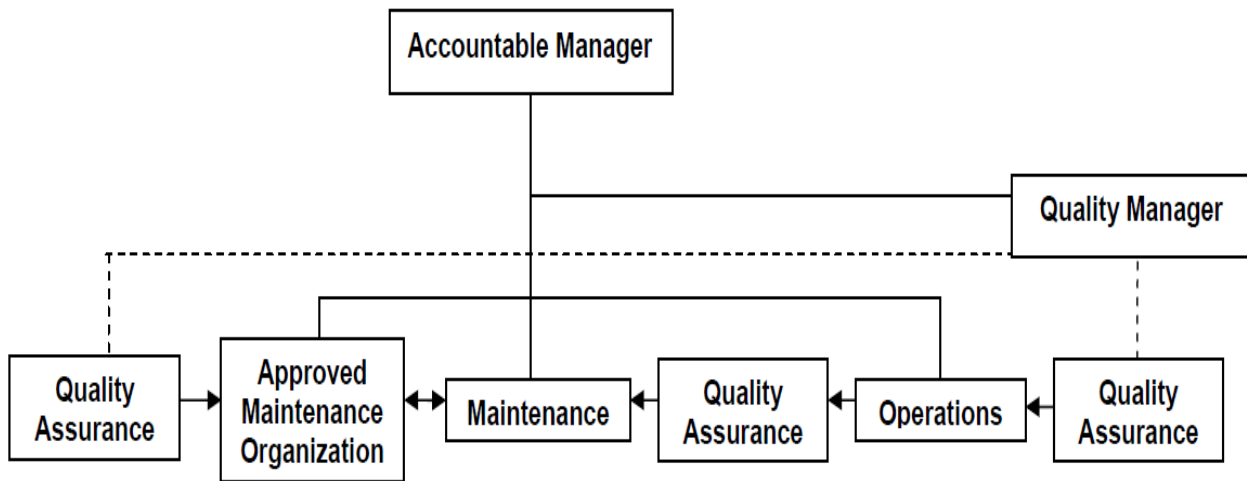 Accountable Manager
Quality Manager
Quality
Assurance
Approved
Maintenance
Organization
Maintenance
Quality
Assurance
Operations
Quality
Assurance